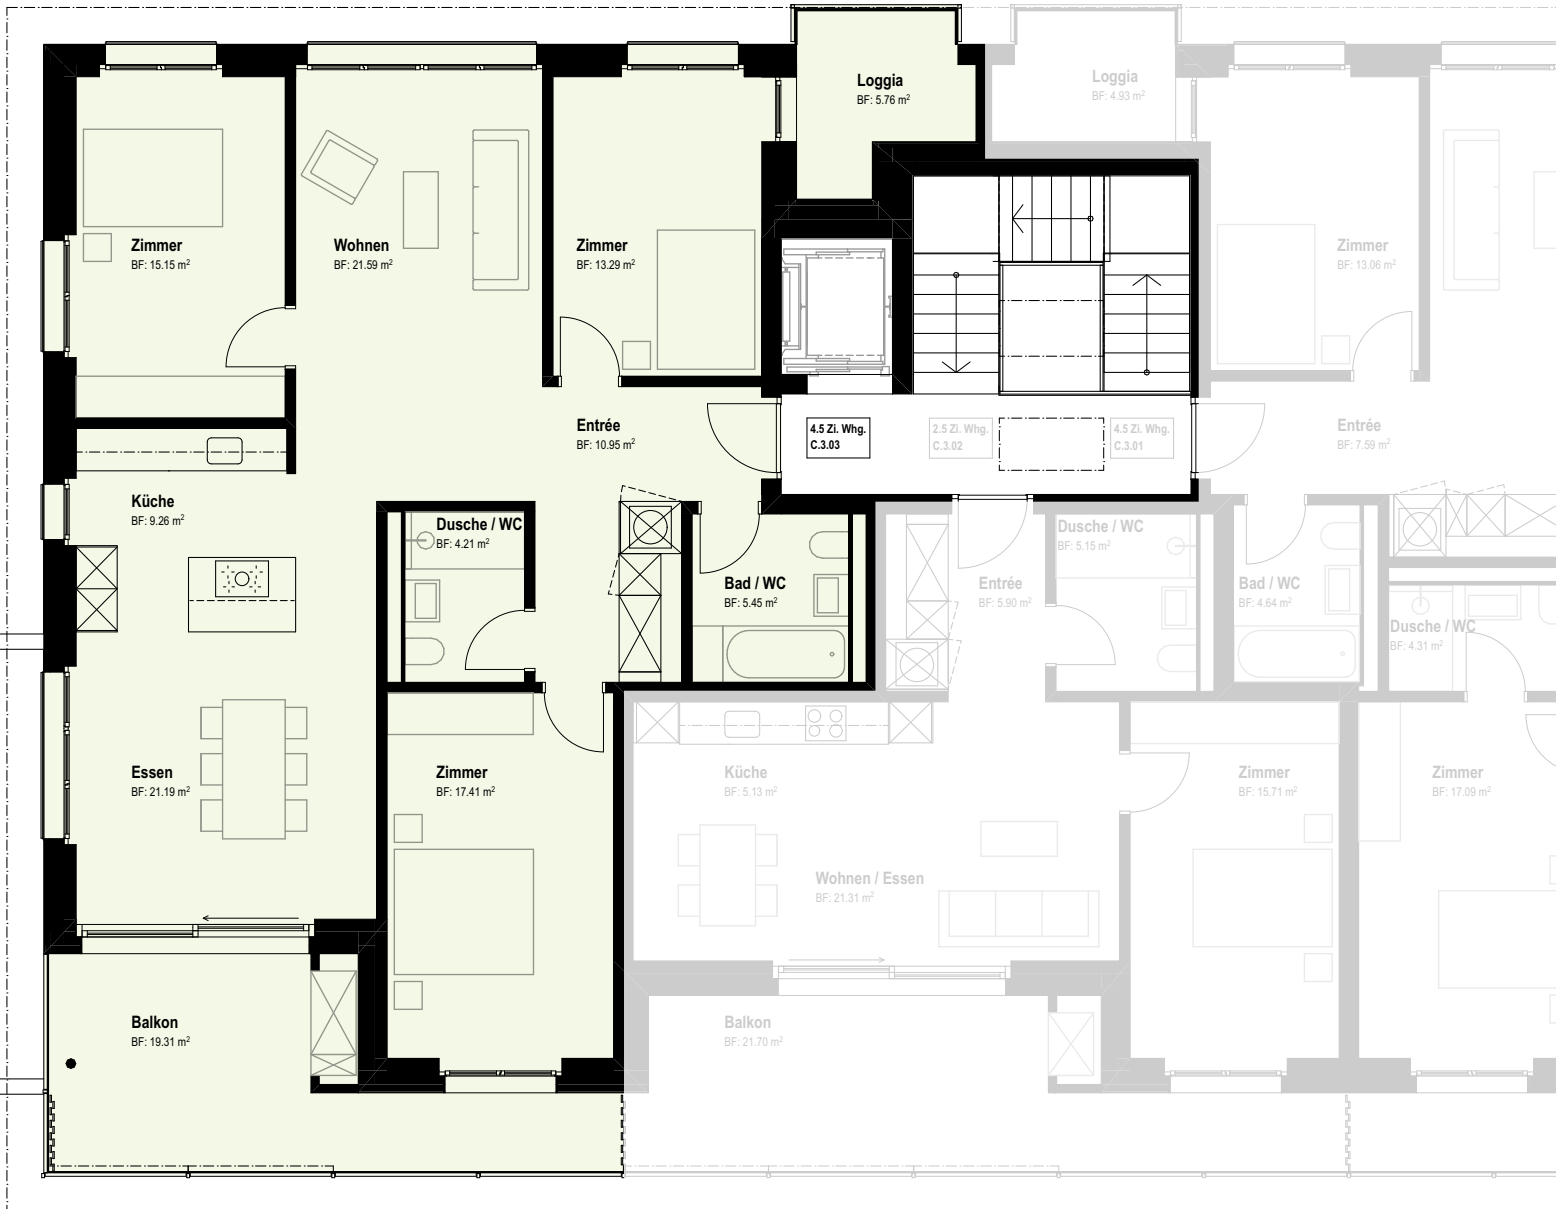 Loggia
BF: 5.76 m²
Loggia
BF: 4.93 m²
Zimmer
BF: 15.15 m²
Wohnen
BF: 21.59 m²
Zimmer
BF: 13.29 m²
Zimmer
BF: 13.06 m²
Entrée
BF: 10.95 m²
4.5 Zi. Whg.
C.3.03
2.5 Zi. Whg.
C.3.02
4.5 Zi. Whg.
C.3.01
Entrée
BF: 7.59 m²
Küche
BF: 9.26 m²
Dusche / WC
BF: 4.21 m²
Dusche / WC
BF: 5.15 m²
Bad / WC
BF: 5.45 m²
Entrée
BF: 5.90 m²
Bad / WC
BF: 4.64 m²
Dusche / WC
BF: 4.31 m²
Essen
BF: 21.19 m²
Zimmer
BF: 17.41 m²
Küche
BF: 5.13 m²
Zimmer
BF: 15.71 m²
Zimmer
BF: 17.09 m²
Wohnen / Essen
BF: 21.31 m²
Balkon
BF: 19.31 m²
Balkon
BF: 21.70 m²